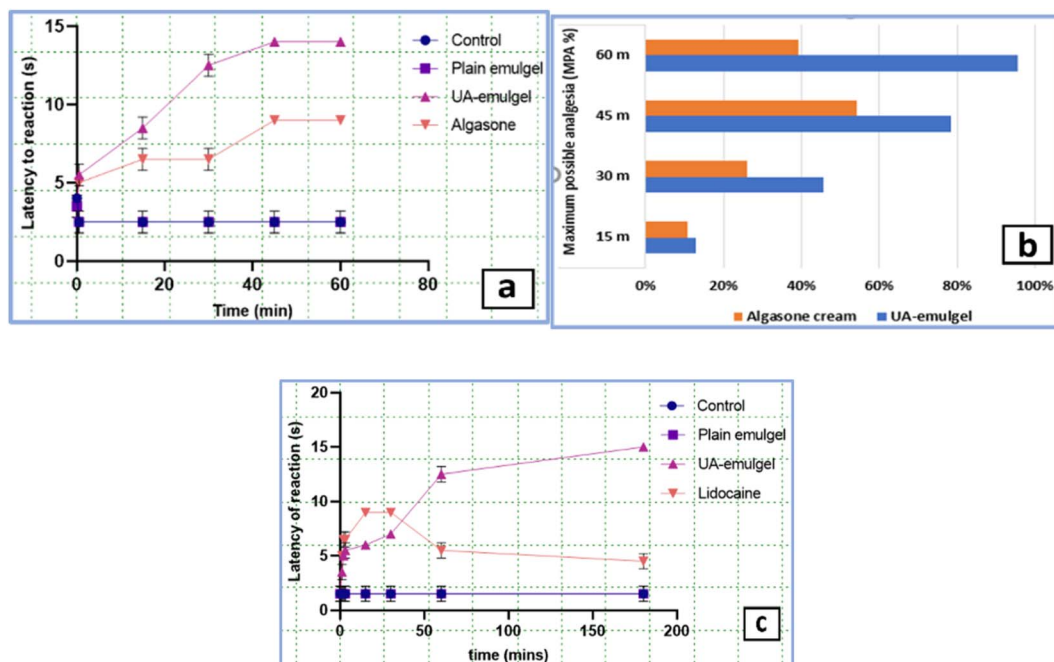 15
10
5
0
0
20
40
60
80
Latency to reaction (s)
Time (min)
Control
Plain emulgel
UA-emulgel
Algasone
a
Maximum possible analgesia (MPA %)
60 m
45 m
30 m
15 m
0%
20%
40%
60%
80%
100%
Algasone cream
UA-emulgel
b
20
15
10
5
0
0
50
100
150
200
Latency of reaction (s)
time (mins)
Control
Plain emulgel
UA-emulgel
Lidocaine
c